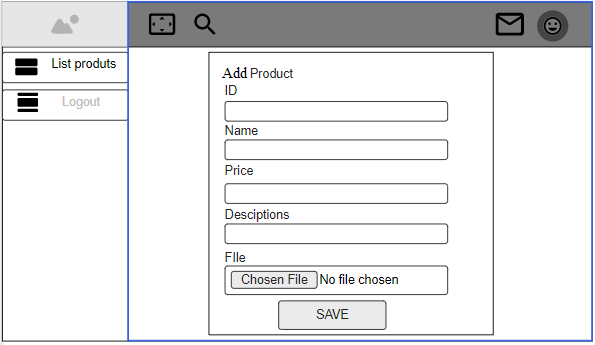 List produts
Logout
Add Product
ID
Name
Price
Desciptions
FIle
Chosen File
No file chosen
SAVE